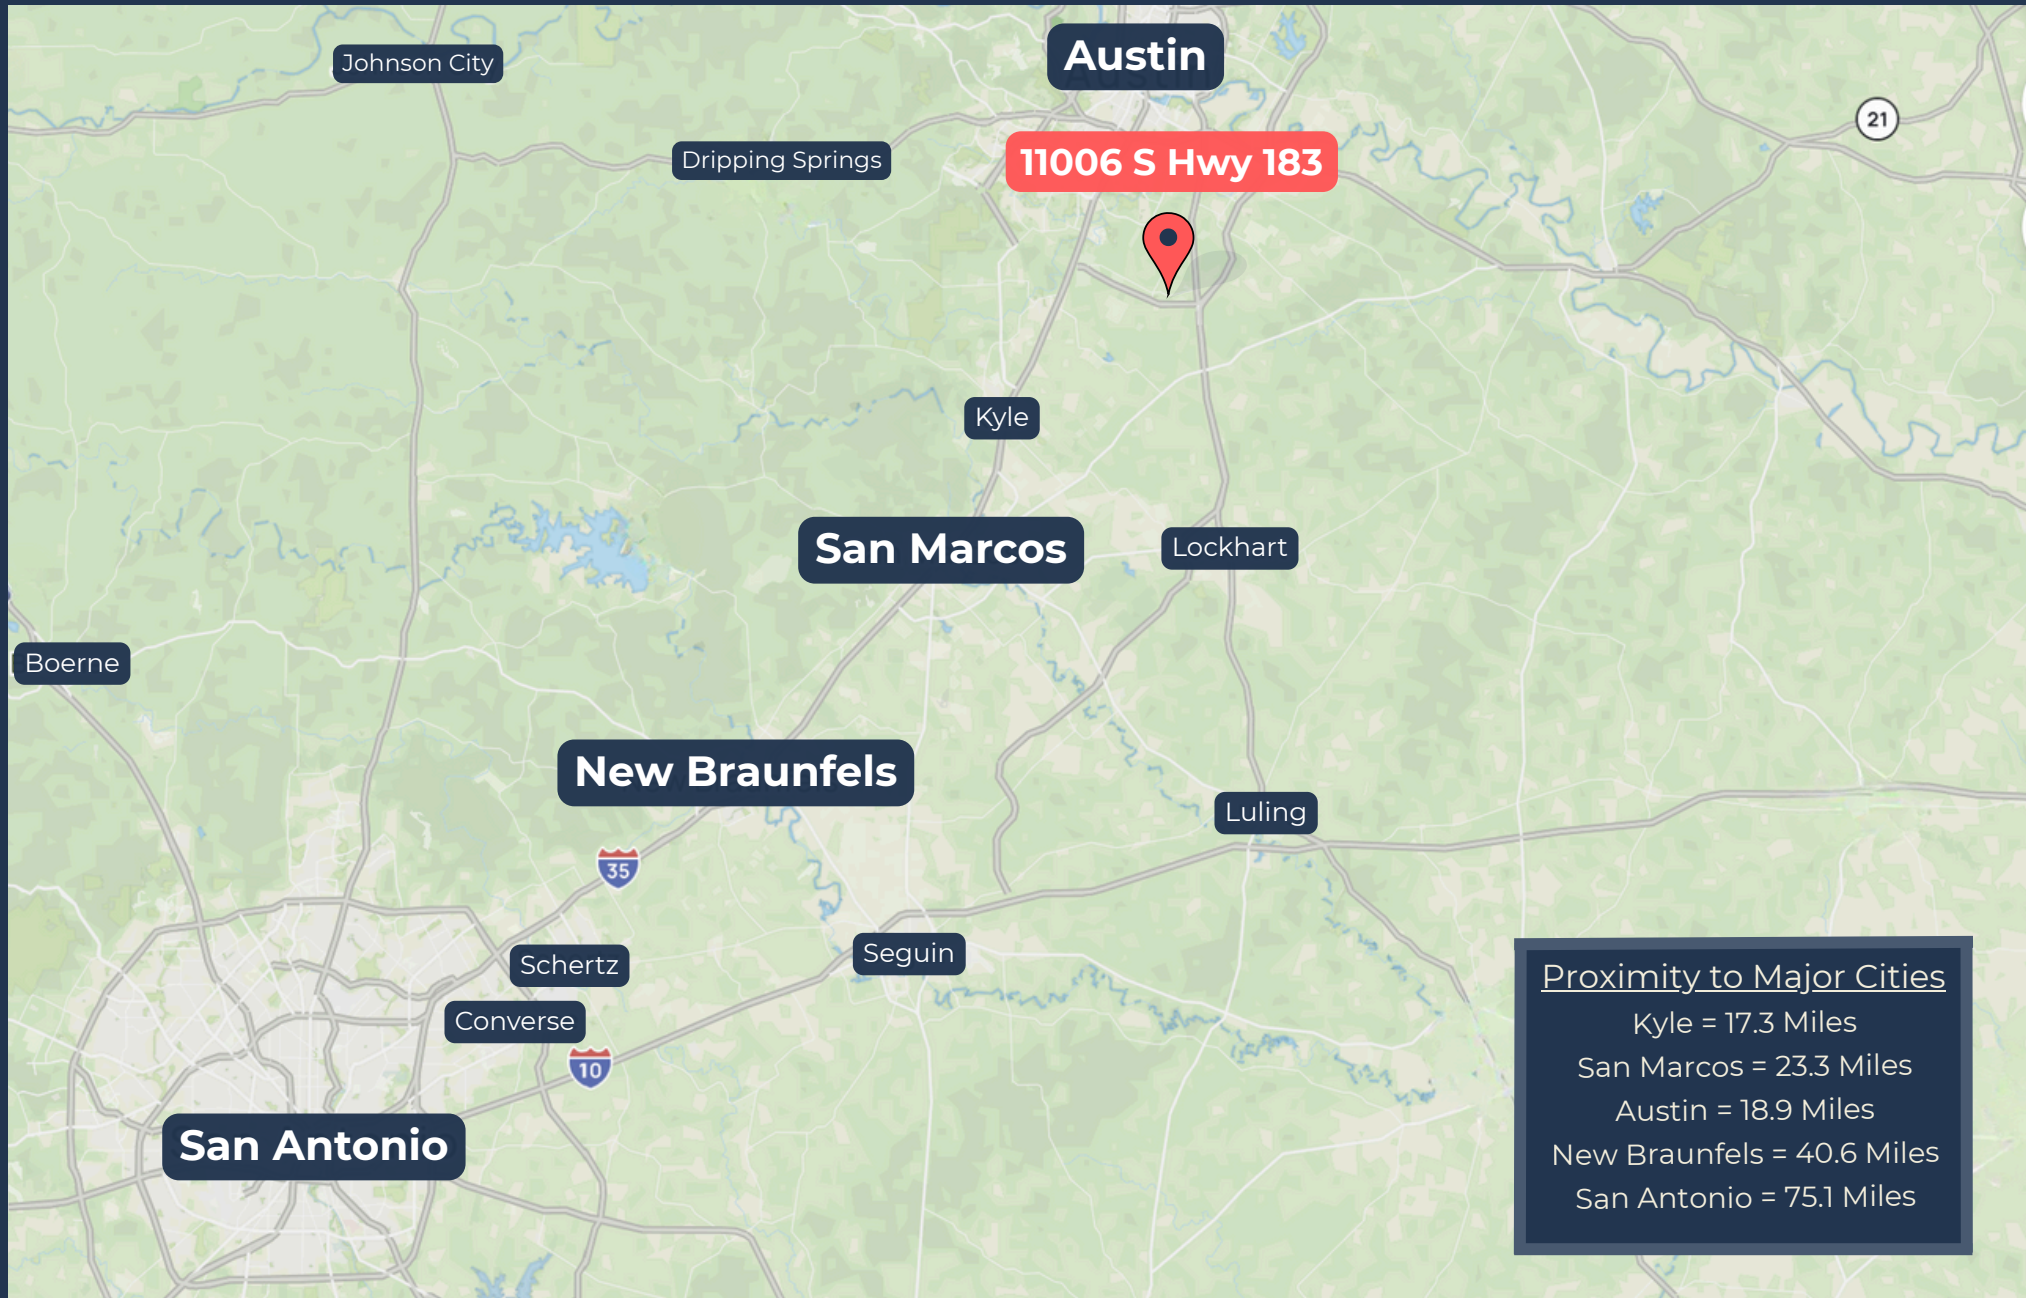 Austin
Johnson City
21
Dripping Springs
11006 S Hwy 183
Kyle
San Marcos
Lockhart
Boerne
New Braunfels
Luling
35
Seguin
Schertz
Converse
10
San Antonio
Proximity to Major Cities
Kyle = 17.3 Miles
San Marcos = 23.3 Miles
Austin = 18.9 Miles
New Braunfels = 40.6 Miles
San Antonio = 75.1 Miles